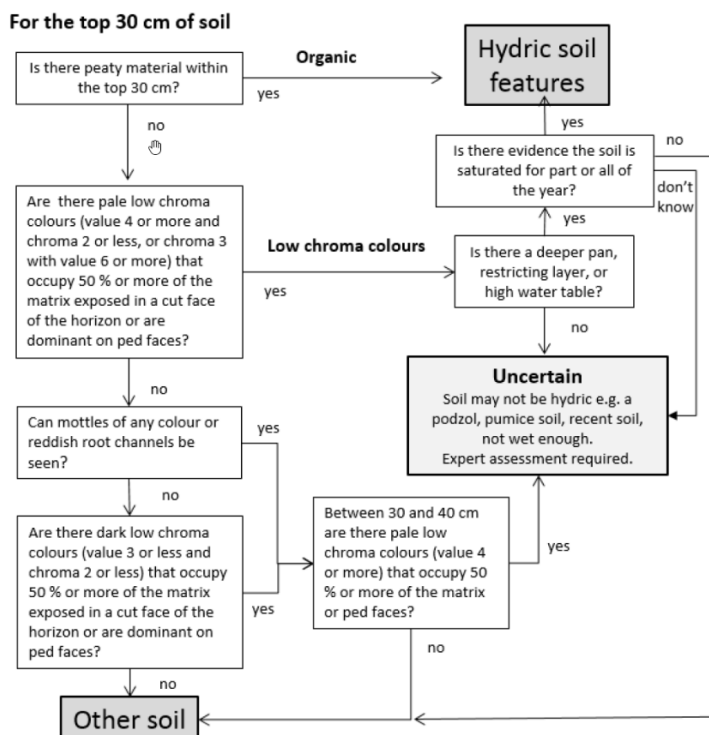 For the top 30 cm of soil
Is there peaty material within
the top 30 cm?
Organic
yes
Hydric soil
features
no
yes
Is there evidence the soil is
saturated for part or all of
the year?
no
don't
know
Are there pale low chroma
colours (value 4 or more and
chroma 2 or less, or chroma 3
with value 6 or more) that
occupy 50 % or more of the
matrix exposed in a cut face
of the horizon or are
dominant on ped faces?
Low chroma colours
yes
yes
Is there a deeper pan,
restricting layer, or
high water table?
no
no
Uncertain
Soil may not be hydric e.g. a
podzol, pumice soil, recent soil,
not wet enough.
Expert assessment required.
Can mottles of any colour or
reddish root channels be
seen?
yes
no
Are there dark low chroma
colours (value 3 or less and
chroma 2 or less) that occupy
50 % or more of the matrix
exposed in a cut face of the
horizon or are dominant on
ped faces?
yes
Between 30 and 40 cm
are there pale low
chroma colours (value 4
or more) that occupy 50
% or more of the matrix
or ped faces?
yes
no
no
Other soil